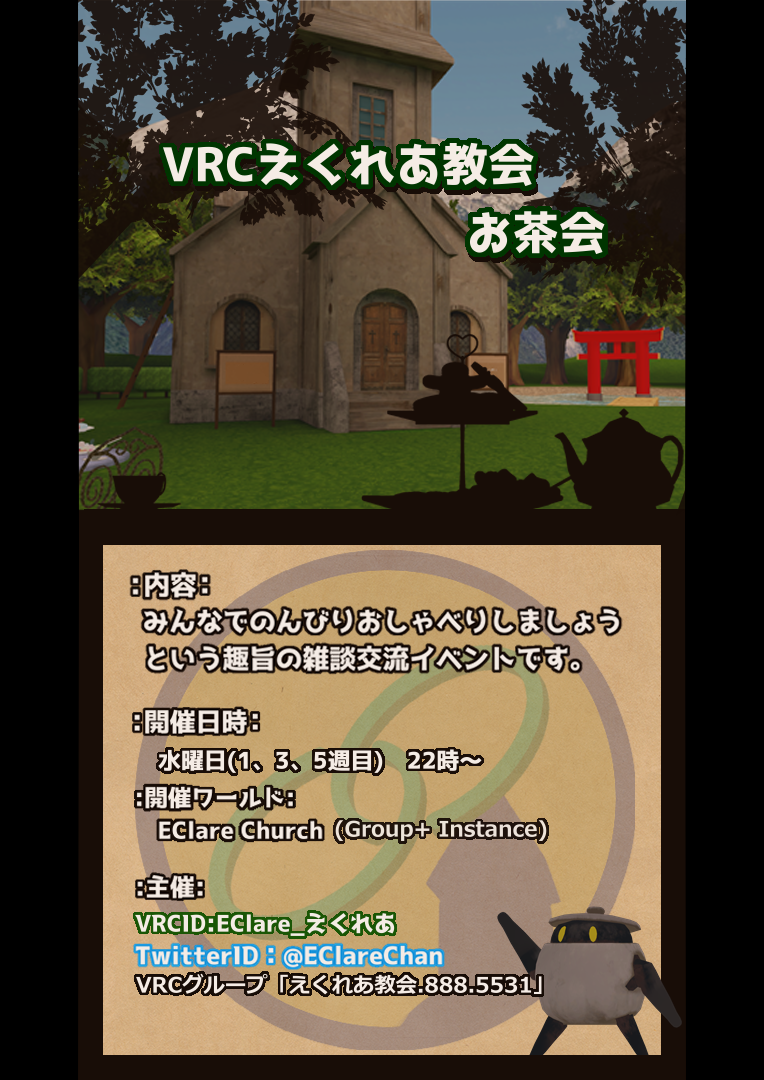 VRCえくれあ教会
お茶会
:内容:
みんなでのんびりおしゃべりしましょう
という趣旨の雑談交流イベントです。
:開催日時:
水曜日(1、3、5週目) 22時～
:開催ワールド:
EClare Church (Group+ Instance)
:主催:
VRCID:EClare_えくれあ
TwitterID：@EClareChan
VRCグループ「えくれあ教会.888.5531」